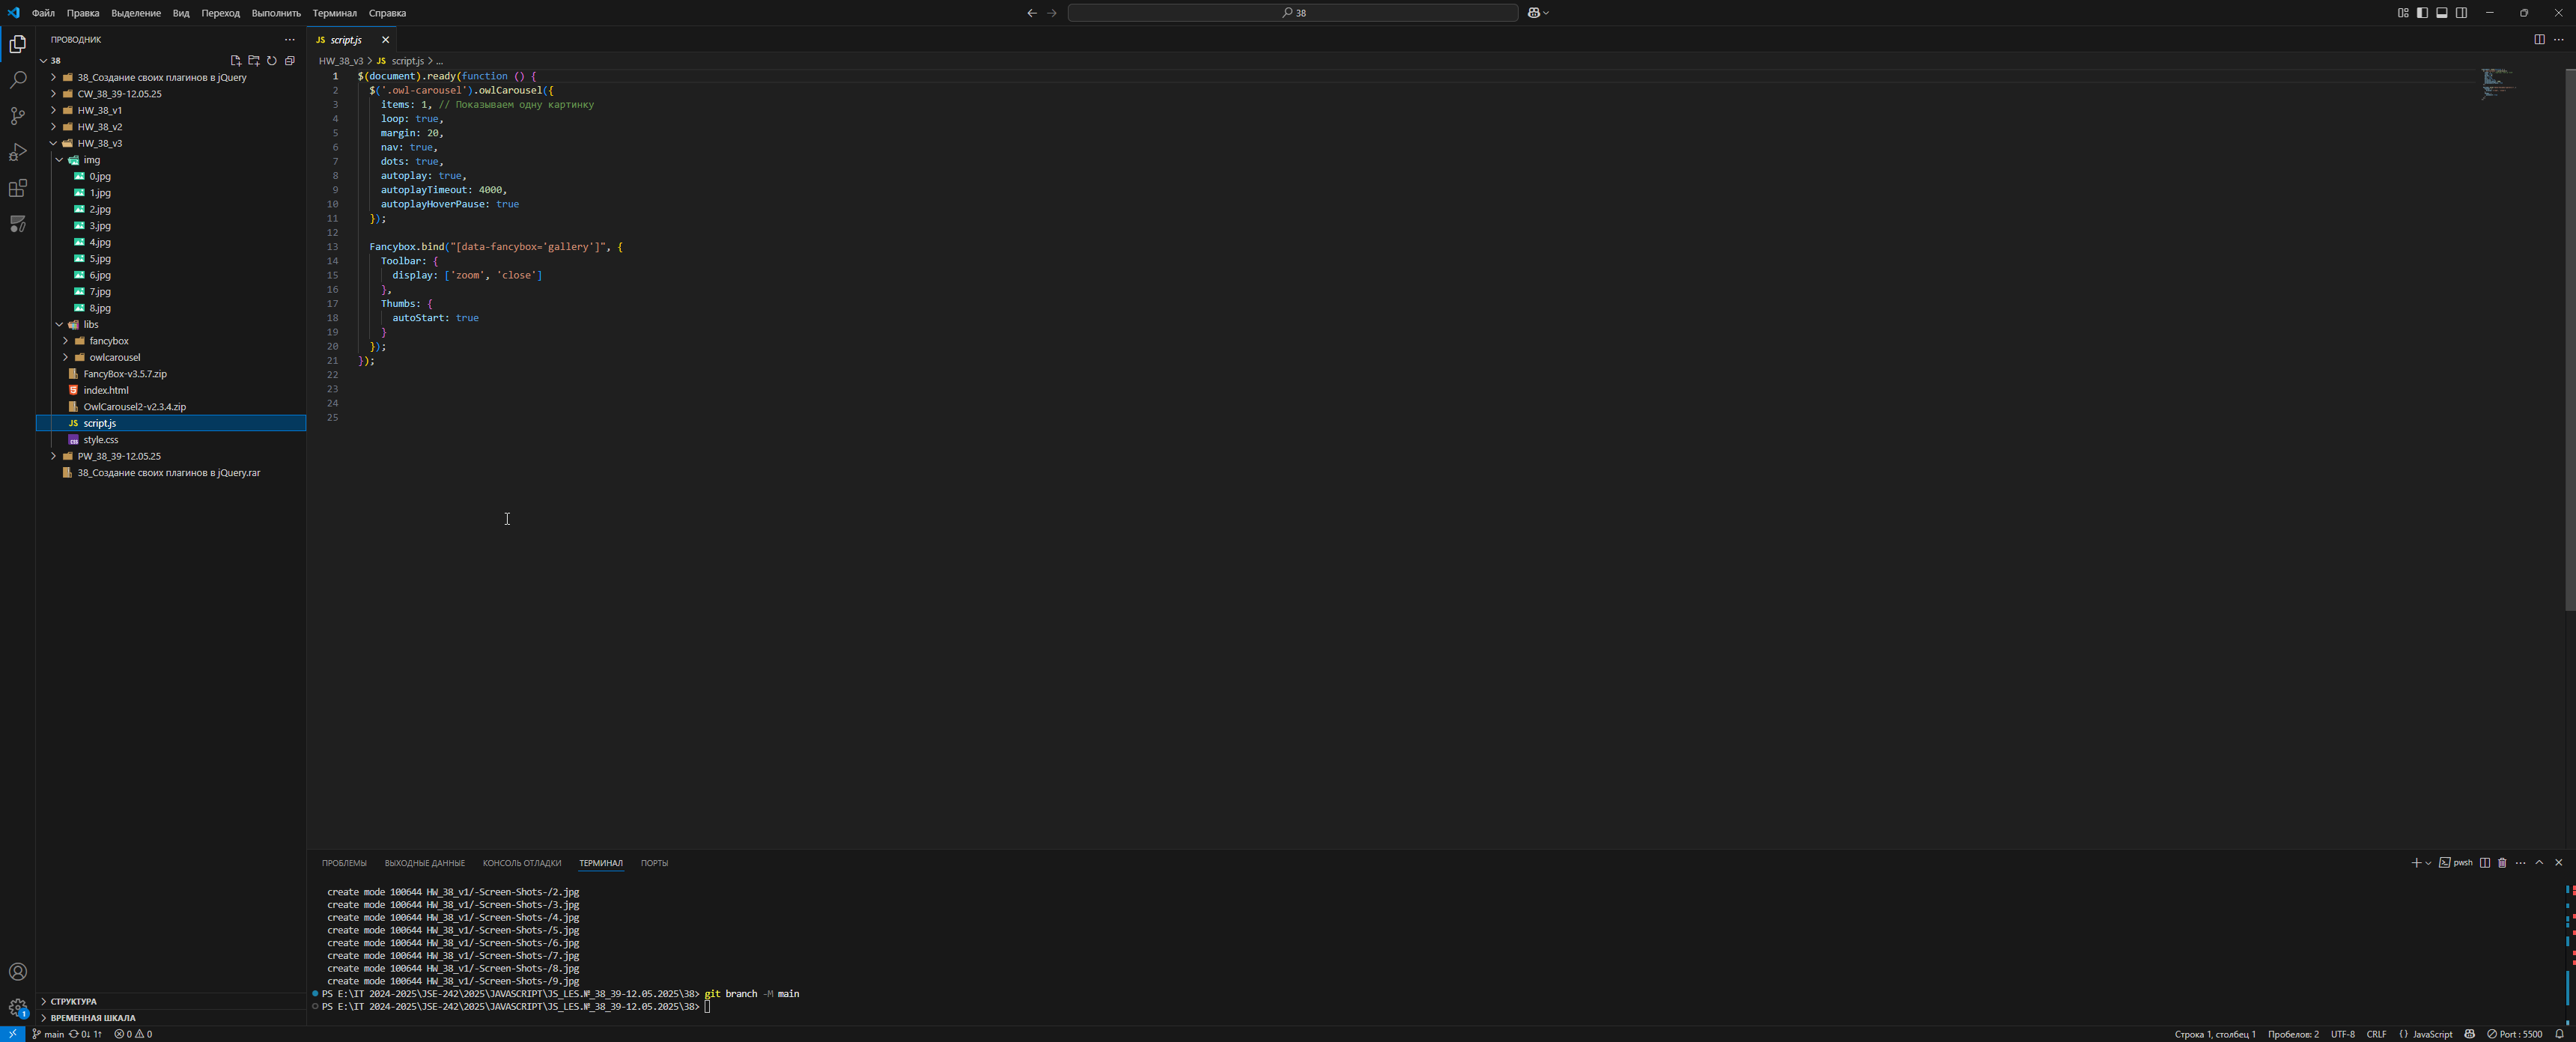 Файл Правка Выделение Вид Переход Выполнить Терминал Справка
38
ПРОВОДНИК
38
38_Создание своих плагинов в jQuery
CW_38_39-12.05.25
HW_38_v1
HW_38_v2
HW_38_v3
img
0.jpg
1.jpg
2.jpg
3.jpg
4.jpg
5.jpg
6.jpg
7.jpg
8.jpg
libs
fancybox
owlcarousel
FancyBox-v3.5.7.zip
index.html
OwlCarousel2-v2.3.4.zip
JS script.js
style.css
PW_38_39-12.05.25
38_Создание своих плагинов в jQuery.rar
СТРУКТУРА
ВРЕМЕННАЯ ШКАЛА
JS script.js
HW_38_v3 > JS script.js > ...
1 $(document).ready(function () {
2 $('.owl-carousel').owlCarousel({
3 items: 1, // Показываем одну картинку
4 loop: true,
5 margin: 20,
6 nav: true,
7 dots: true,
8 autoplay: true,
9 autoplayTimeout: 4000,
10 autoplayHoverPause: true
11 });
12
13 Fancybox.bind("[data-fancybox='gallery']", {
14 Toolbar: {
15 display: ['zoom', 'close']
16 },
17 Thumbs: {
18 autoStart: true
19 }
20 });
21 });
22
23
24
25
ПРОБЛЕМЫ ВЫХОДНЫЕ ДАННЫЕ КОНСОЛЬ ОТЛАДКИ ТЕРМИНАЛ ПОРТЫ
pwsh
create mode 100644 HW_38_v1/-Screen-Shots-/2.jpg
create mode 100644 HW_38_v1/-Screen-Shots-/3.jpg
create mode 100644 HW_38_v1/-Screen-Shots-/4.jpg
create mode 100644 HW_38_v1/-Screen-Shots-/5.jpg
create mode 100644 HW_38_v1/-Screen-Shots-/6.jpg
create mode 100644 HW_38_v1/-Screen-Shots-/7.jpg
create mode 100644 HW_38_v1/-Screen-Shots-/8.jpg
create mode 100644 HW_38_v1/-Screen-Shots-/9.jpg
PS E:\IT 2024-2025\JSE-242\2025\JAVASCRIPT\JS_LES.№_38_39-12.05.2025\38> git branch -M main
PS E:\IT 2024-2025\JSE-242\2025\JAVASCRIPT\JS_LES.№_38_39-12.05.2025\38>
1
main 0↓ 1↑ 0 0
Строка 1, столбец 1 Пробелов: 2 UTF-8 CRLF {} JavaScript Port : 5500